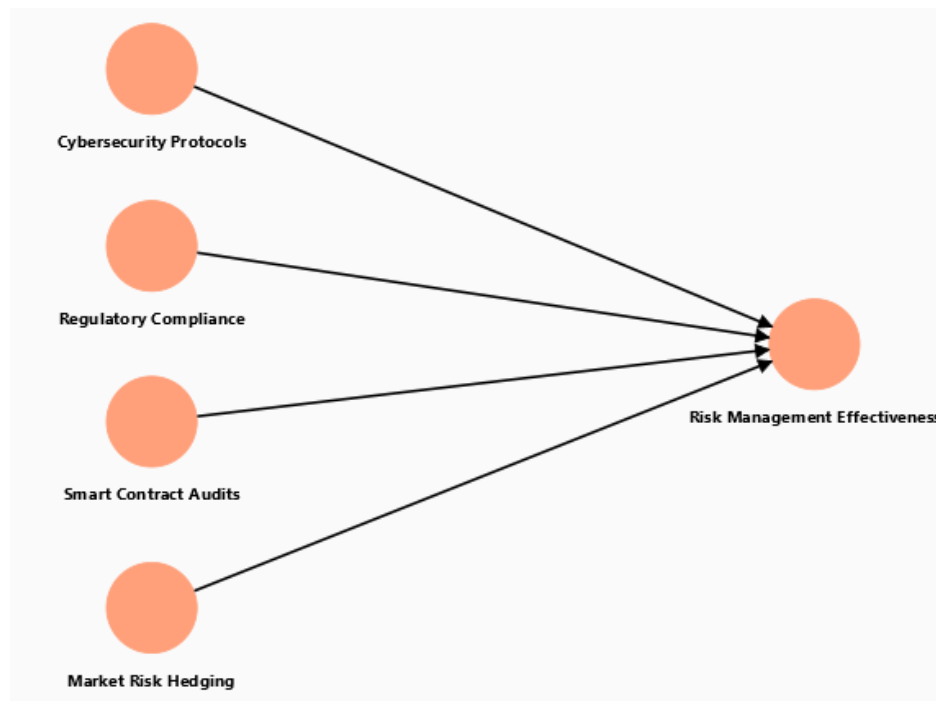 Cybersecurity Protocols
Regulatory Compliance
Risk Management Effectiveness
Smart Contract Audits
Market Risk Hedging